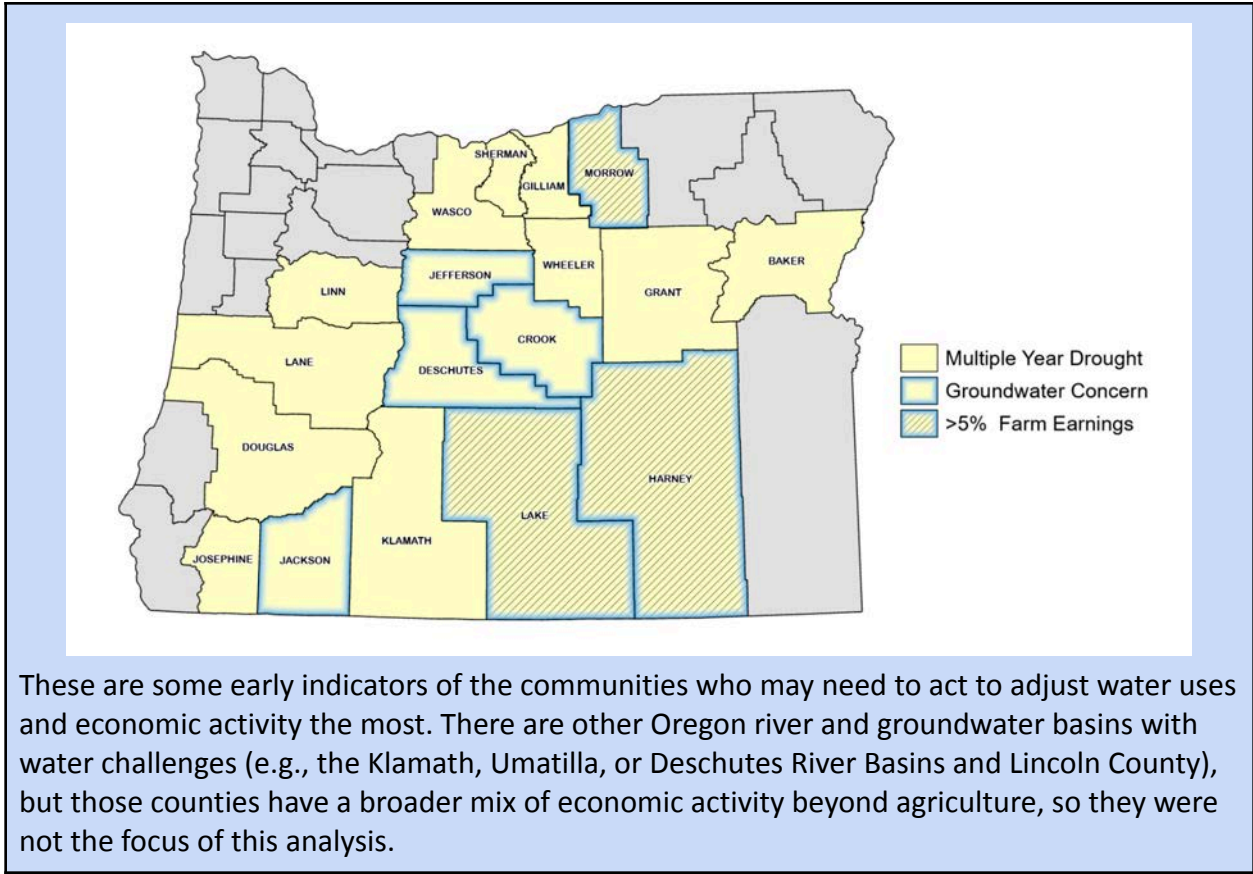 SHERMAN
GILLIAM
MORROW
WASCO
JEFFERSON
WHEELER
BAKER
LINN
GRANT
CROOK
LANE
DESCHUTES
Multiple Year Drought
Groundwater Concern
>5% Farm Earnings
DOUGLAS
HARNEY
LAKE
KLAMATH
JOSEPHINE
JACKSON
These are some early indicators of the communities who may need to act to adjust water uses
and economic activity the most. There are other Oregon river and groundwater basins with
water challenges (e.g., the Klamath, Umatilla, or Deschutes River Basins and Lincoln County),
but those counties have a broader mix of economic activity beyond agriculture, so they were
not the focus of this analysis.